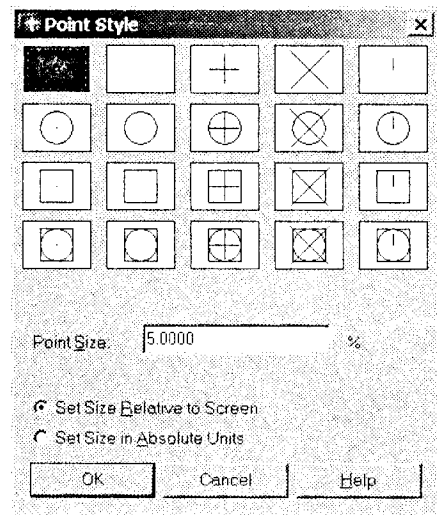 Point Style
Point Size: 5.0000 %
Set Size Relative to Screen
Set Size in Absolute Units
OK Cancel Help